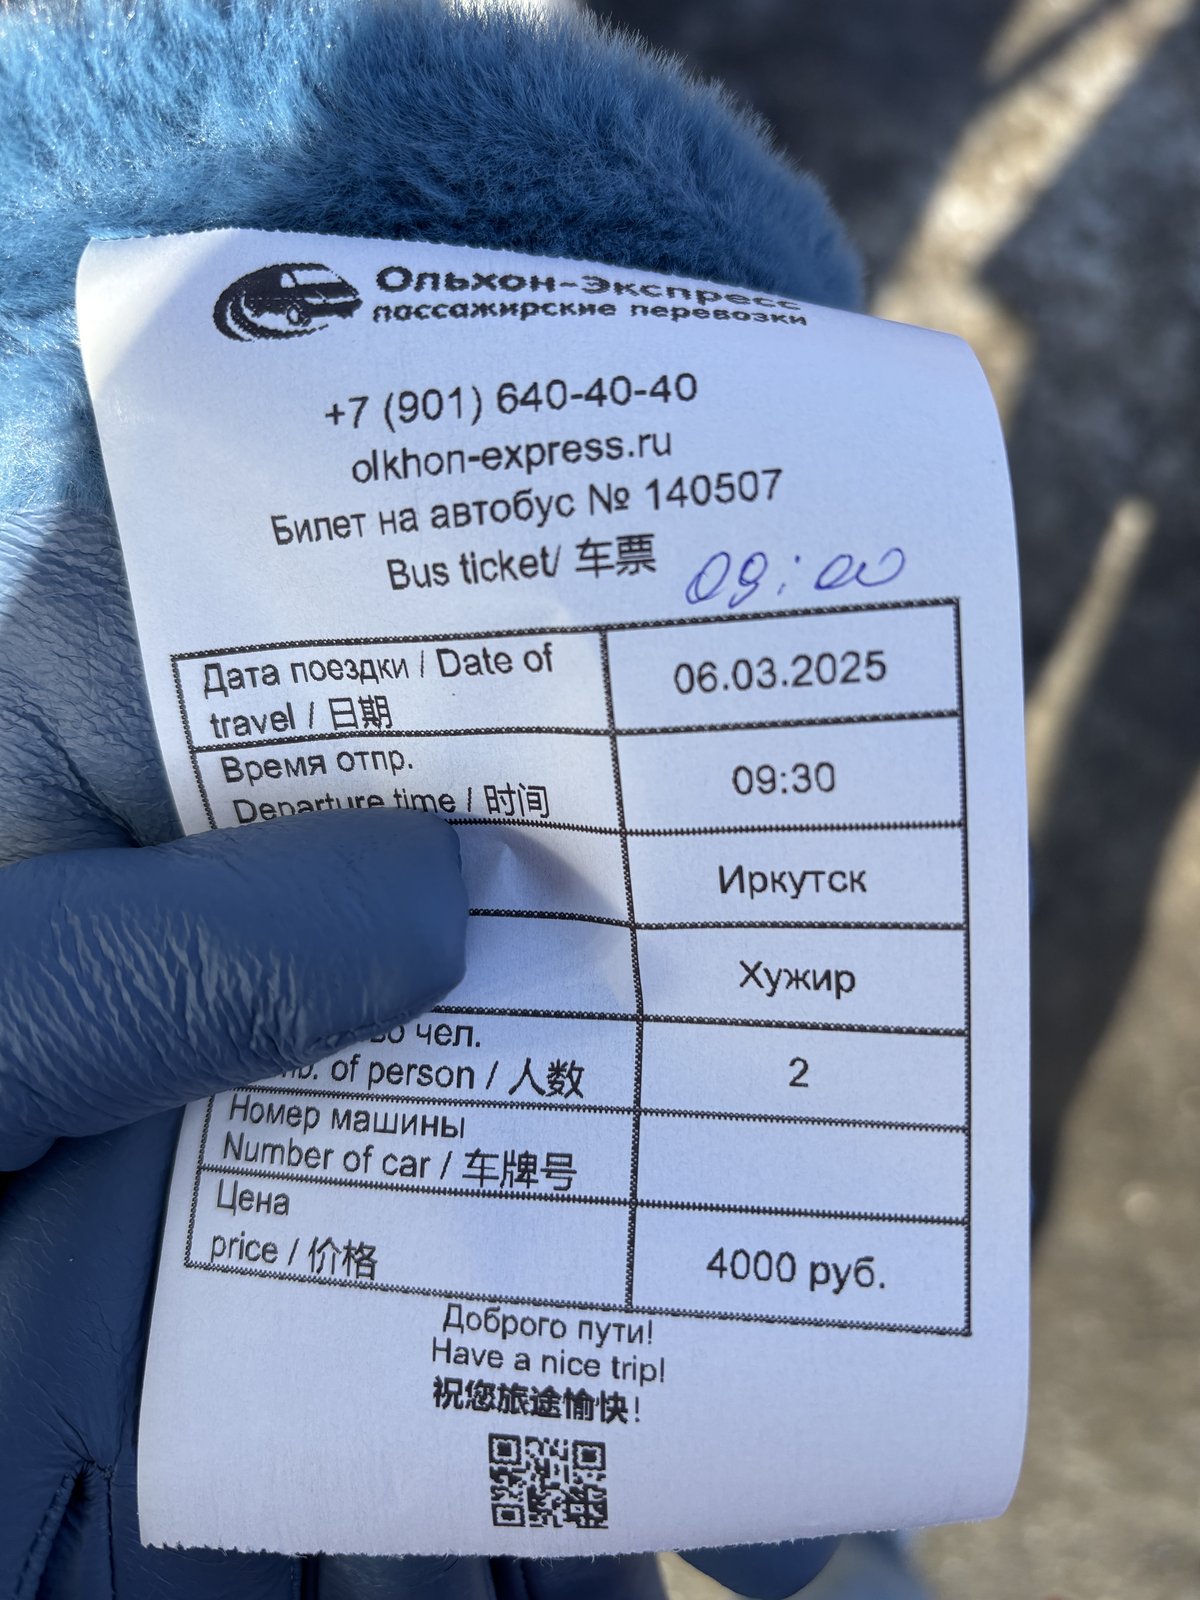 Ольхон-Экспресс
пассажирские перевозки
+7 (901) 640-40-40
olkhon-express.ru
Билет на автобус № 140507
Bus ticket/ 车票
09:00
Дата поездки / Date of
travel / 日期
06.03.2025
Время отпр.
Departure time / 时间
09:30
Иркутск
Хужир
чел.
of person / 人数
2
Номер машины
Number of car / 车牌号
Цена
price / 价格
4000 руб.
Доброго пути!
Have a nice trip!
祝您旅途愉快!